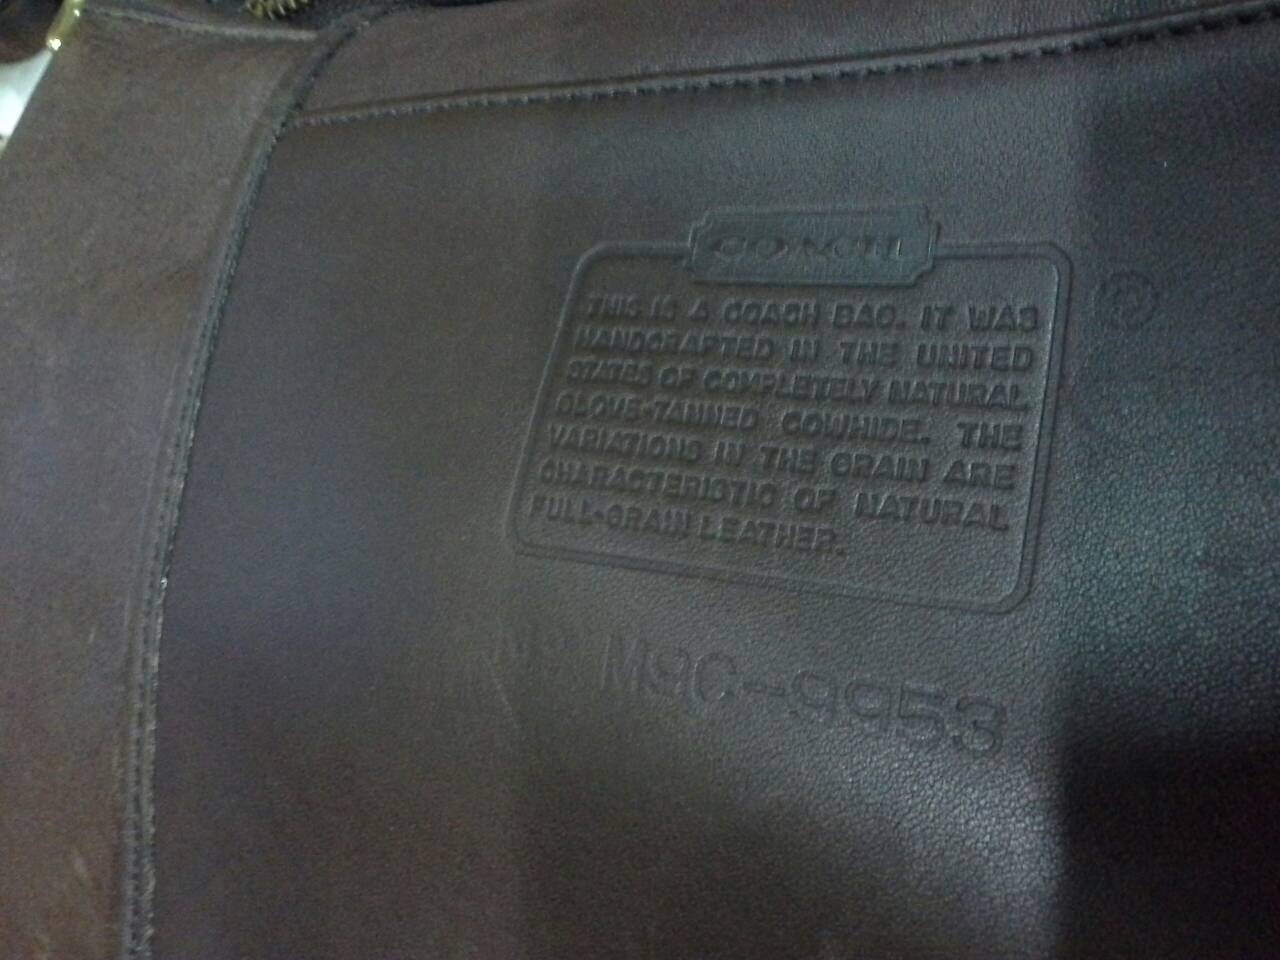 COACH
®
THIS IS A COACH BAG. IT WAS
HANDCRAFTED IN THE UNITED
STATES OF COMPLETELY NATURAL
GLOVE-TANNED COWHIDE. THE
VARIATIONS IN THE GRAIN ARE
CHARACTERISTIC OF NATURAL
FULL-GRAIN LEATHER.
Nº M9C-9953